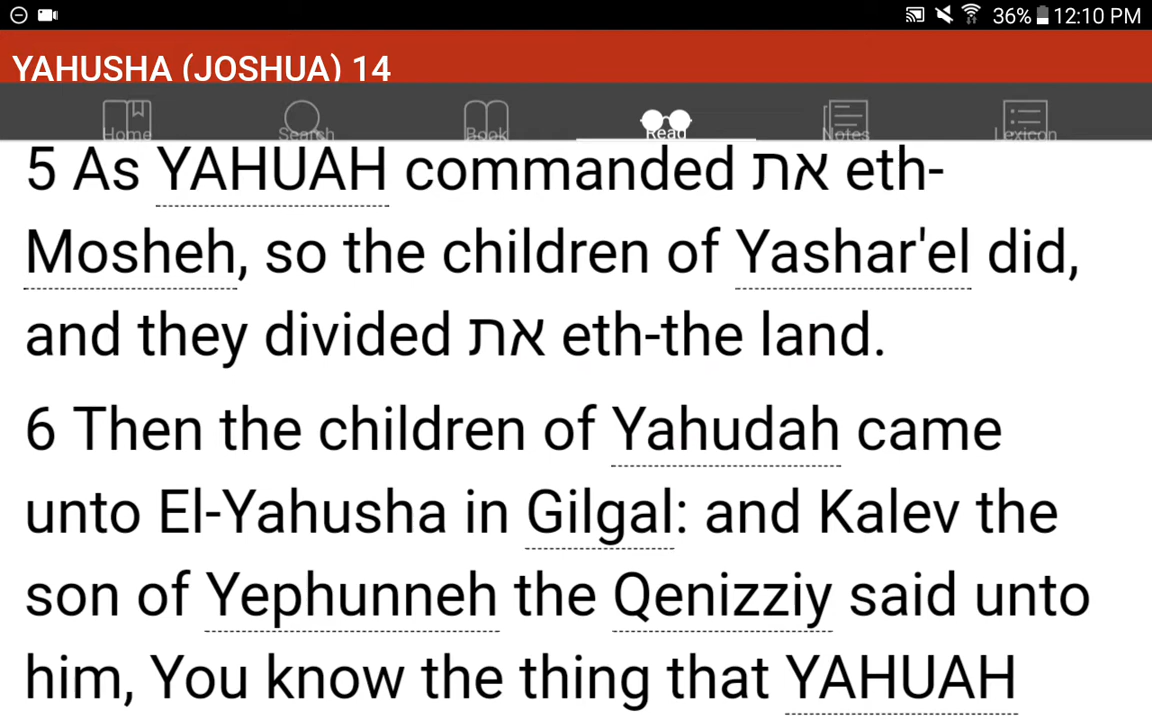 36% 12:10 PM
YAHUSHA (JOSHUA) 14
Home Search Book Read Notes Lexicon
5 As YAHUAH commanded את eth-
Mosheh, so the children of Yashar'el did,
and they divided את eth-the land.
6 Then the children of Yahudah came
unto El-Yahusha in Gilgal: and Kalev the
son of Yephunneh the Qenizziy said unto
him, You know the thing that YAHUAH